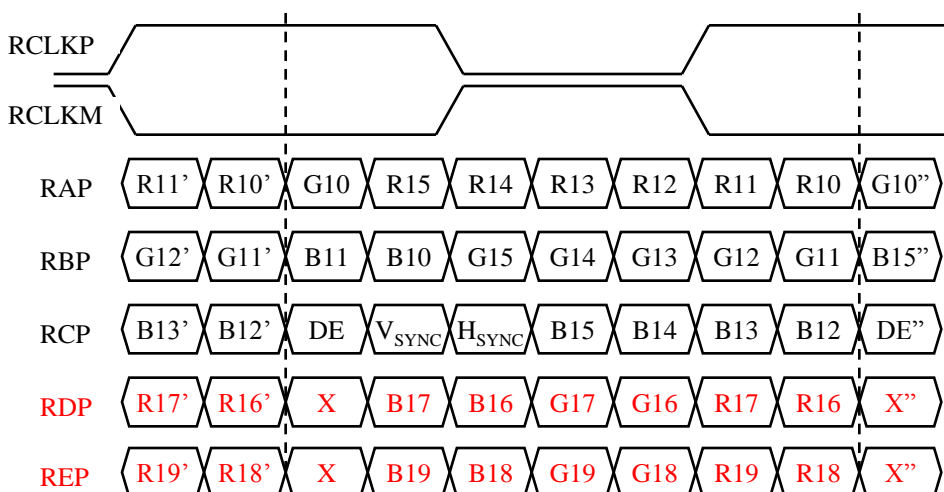 RCLKP
RCLKM
RAP R11’ R10’ G10 R15 R14 R13 R12 R11 R10 G10”
RBP G12’ G11’ B11 B10 G15 G14 G13 G12 G11 B15”
RCP B13’ B12’ DE VSYNC HSYNC B15 B14 B13 B12 DE”
RDP R17’ R16’ X B17 B16 G17 G16 R17 R16 X”
REP R19’ R18’ X B19 B18 G19 G18 R19 R18 X”